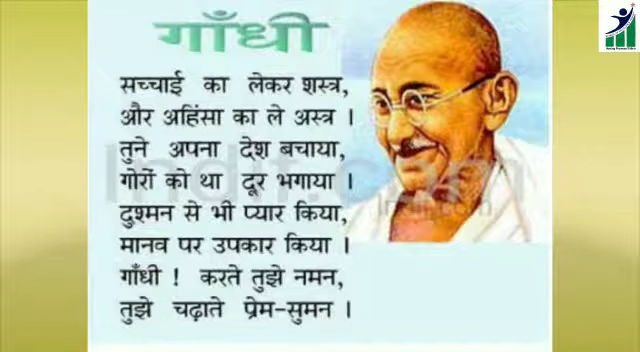 गाँधी
सच्चाई का लेकर शस्त्र,
और अहिंसा का ले अस्त्र ।
तुने अपना देश बचाया,
गोरों को था दूर भगाया ।
दुश्मन से भी प्यार किया,
मानव पर उपकार किया ।
गाँधी ! करते तुझे नमन,
तुझे चढ़ाते प्रेम-सुमन ।